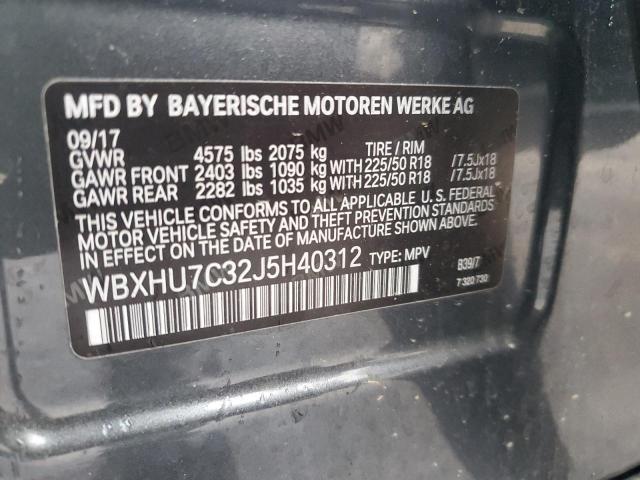 MFD BY BAYERISCHE MOTOREN WERKE AG
09/17 TIRE / RIM
GVWR 4575 lbs 2075 kg
GAWR FRONT 2403 lbs 1090 kg WITH 225/50 R18 /7.5Jx18
GAWR REAR 2282 lbs 1035 kg WITH 225/50 R18 /7.5Jx18
THIS VEHICLE CONFORMS TO ALL APPLICABLE U. S. FEDERAL
MOTOR VEHICLE SAFETY AND THEFT PREVENTION STANDARDS
IN EFFECT ON THE DATE OF MANUFACTURE SHOWN ABOVE.
WBXHU7C32J5H40312 TYPE: MPV B39/7
7 320 730